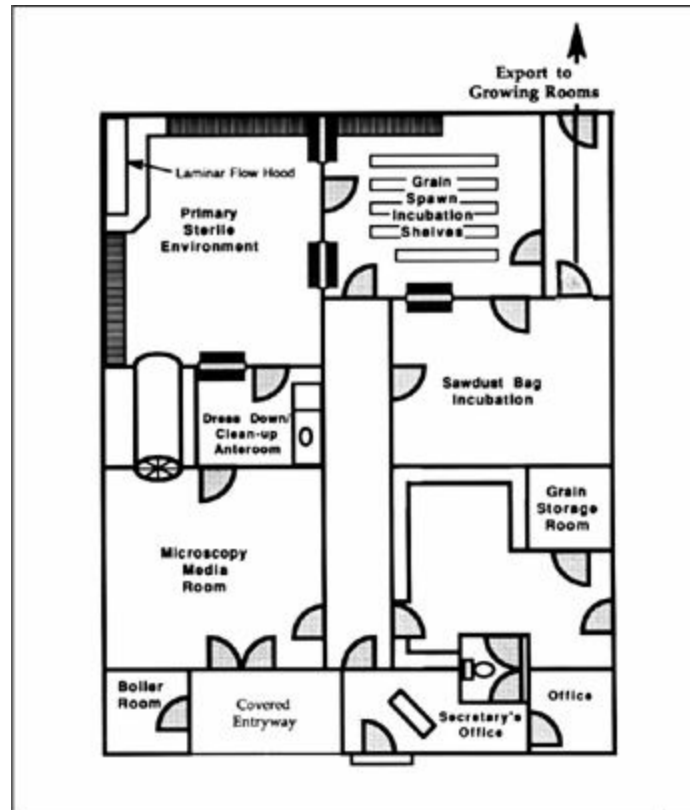 Export to
Growing Rooms
Laminar Flow Hood
Primary
Sterile
Environment
Grain
Spawn
Incubation
Shelves
Sawdust Bag
Incubation
Dress Down/
Clean-up
Anteroom
Grain
Storage
Room
Microscopy
Media
Room
Boiler
Room
Covered
Entryway
Secretary's
Office
Office